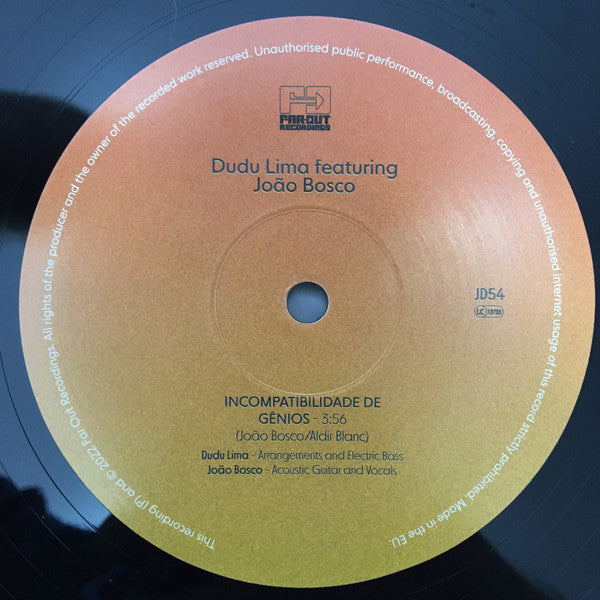 FAR OUT
RECORDINGS
Dudu Lima featuring
João Bosco
JD54
LC 13793
INCOMPATIBILIDADE DE
GÊNIOS - 3:56
(João Bosco/Aldir Blanc)
Dudu Lima - Arrangements and Electric Bass
João Bosco - Acoustic Guitar and Vocals
This recording (P) and © 2022 Far Out Recordings. All rights of the producer and the owner of the recorded work reserved. Unauthorised public performance, broadcasting, copying and unauthorised internet usage of this record strictly prohibited. Made in the EU.